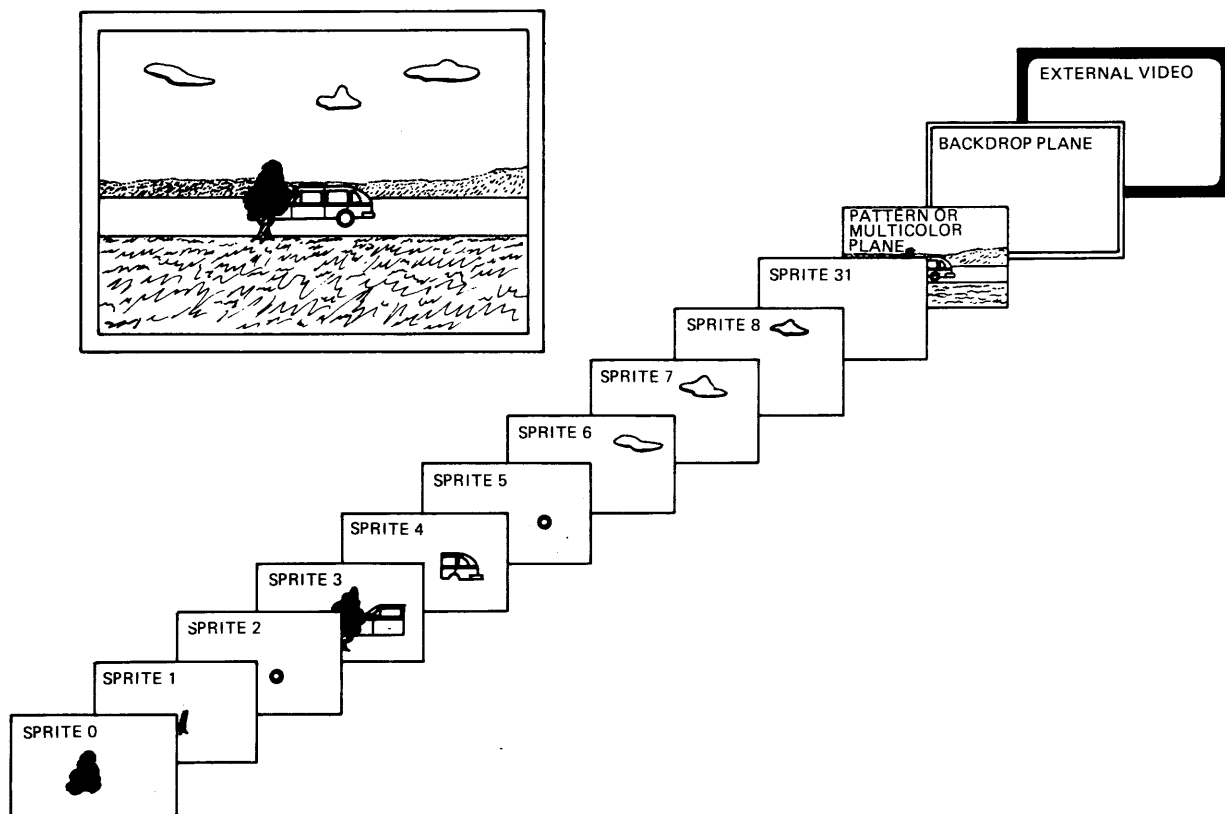 EXTERNAL VIDEO
BACKDROP PLANE
PATTERN OR
MULTICOLOR
PLANE
SPRITE 31
SPRITE 8
SPRITE 7
SPRITE 6
SPRITE 5
SPRITE 4
SPRITE 3
SPRITE 2
SPRITE 1
SPRITE 0